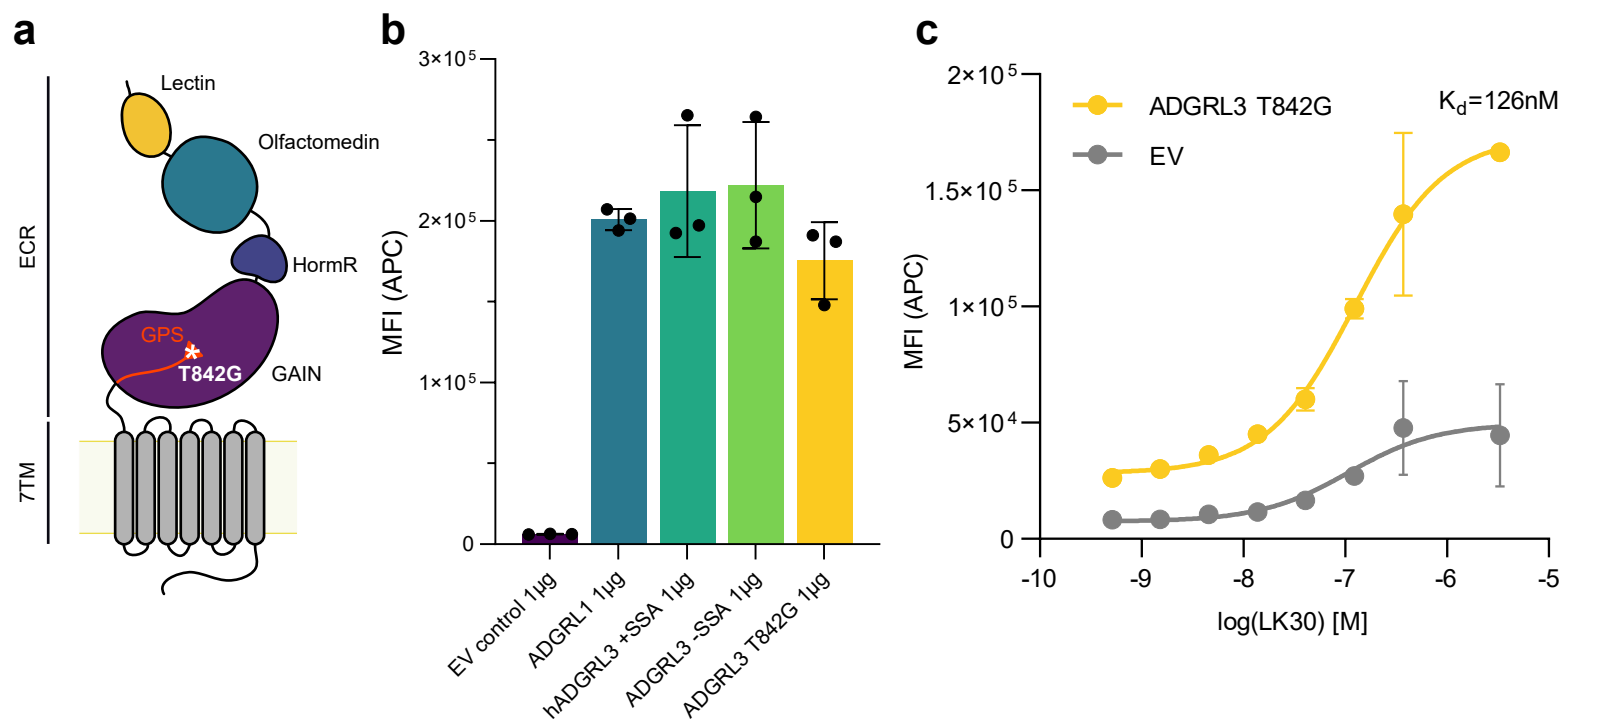 a
Lectin
Olfactomedin
HormR
GPS
*
T842G
GAIN
ECR
7TM
b
MFI (APC)
3×10⁵
2×10⁵
1×10⁵
0
EV control 1µg
ADGRL1 1µg
hADGRL3 +SSA 1µg
ADGRL3 -SSA 1µg
ADGRL3 T842G 1µg
c
MFI (APC)
2×10⁵
1.5×10⁵
1×10⁵
5×10⁴
0
ADGRL3 T842G
EV
K_d=126nM
-10 -9 -8 -7 -6 -5
log(LK30) [M]